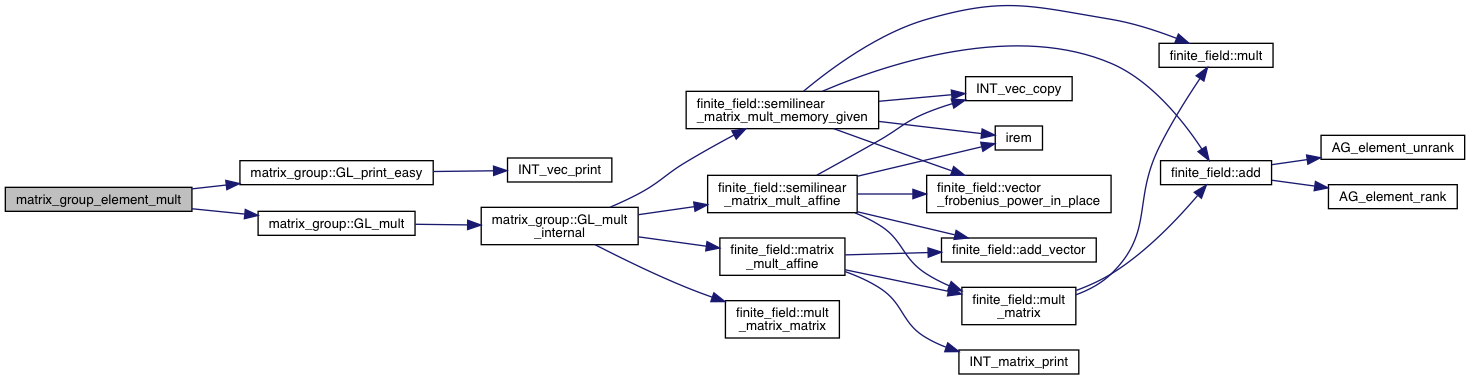 matrix_group_element_mult
matrix_group::GL_print_easy
INT_vec_print
matrix_group::GL_mult
matrix_group::GL_mult
_internal
finite_field::semilinear
_matrix_mult_memory_given
finite_field::semilinear
_matrix_mult_affine
finite_field::matrix
_mult_affine
finite_field::mult
_matrix_matrix
INT_vec_copy
irem
finite_field::vector
_frobenius_power_in_place
finite_field::add_vector
finite_field::mult
_matrix
INT_matrix_print
finite_field::mult
finite_field::add
AG_element_unrank
AG_element_rank